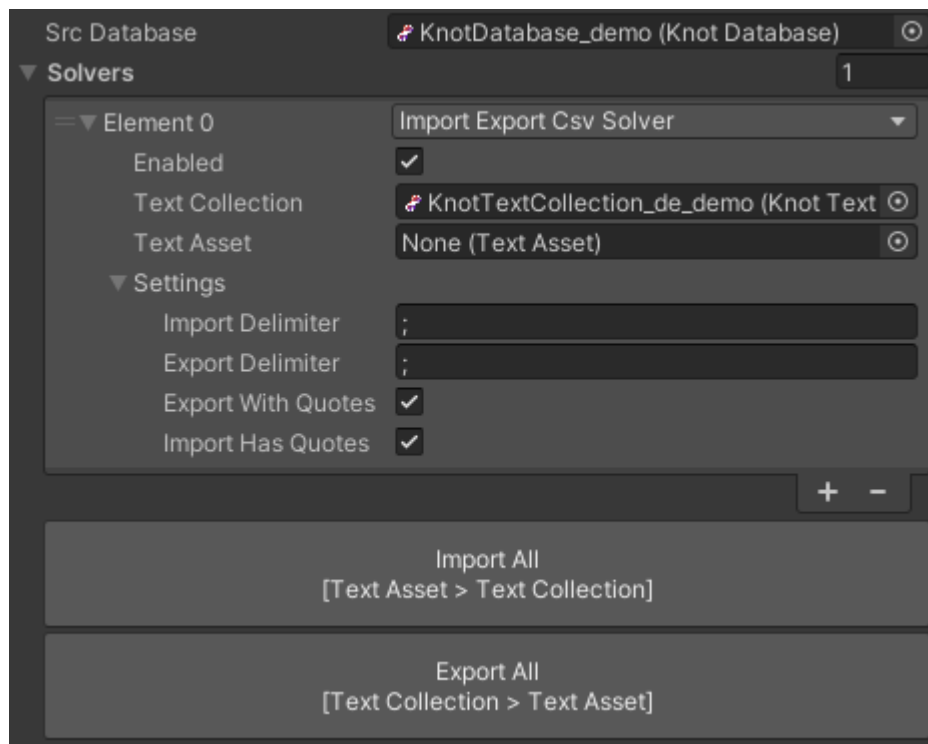 Src Database KnotDatabase_demo (Knot Database)
Solvers 1
Element 0 Import Export Csv Solver
Enabled
Text Collection KnotTextCollection_de_demo (Knot Text
Text Asset None (Text Asset)
Settings
Import Delimiter ;
Export Delimiter ;
Export With Quotes
Import Has Quotes
+ -
Import All
[Text Asset > Text Collection]
Export All
[Text Collection > Text Asset]